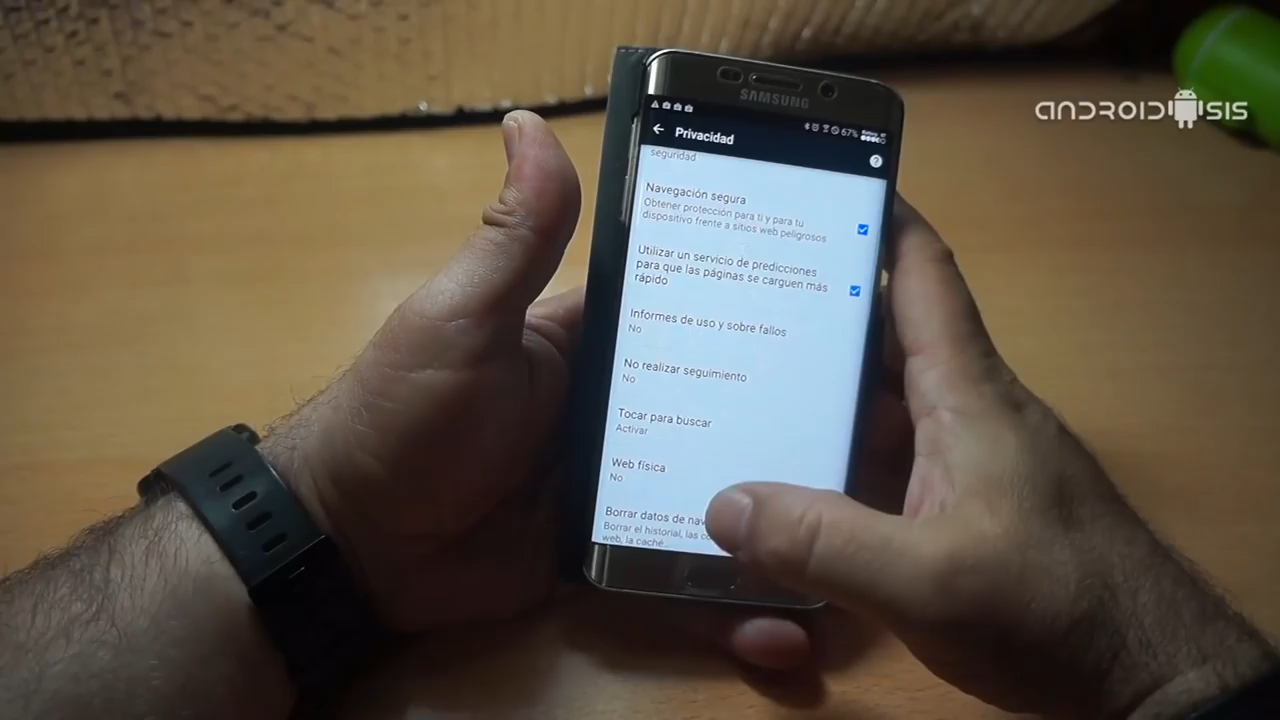 ANDROIDSIS
SAMSUNG
67%
Privacidad
seguridad
Navegación segura
Obtener protección para ti y para tu
dispositivo frente a sitios web peligrosos
Utilizar un servicio de predicciones
para que las páginas se carguen más
rápido
Informes de uso y sobre fallos
No
No realizar seguimiento
No
Tocar para buscar
Activar
Web física
No
Borrar datos de nav
Borrar el historial, las co
web, la caché...